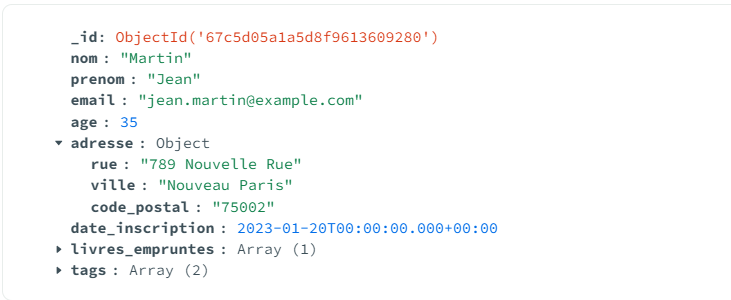 _id: ObjectId('67c5d05a1a5d8f9613609280')
nom : "Martin"
prenom : "Jean"
email : "jean.martin@example.com"
age : 35
adresse : Object
rue : "789 Nouvelle Rue"
ville : "Nouveau Paris"
code_postal : "75002"
date_inscription : 2023-01-20T00:00:00.000+00:00
livres_empruntes : Array (1)
tags : Array (2)